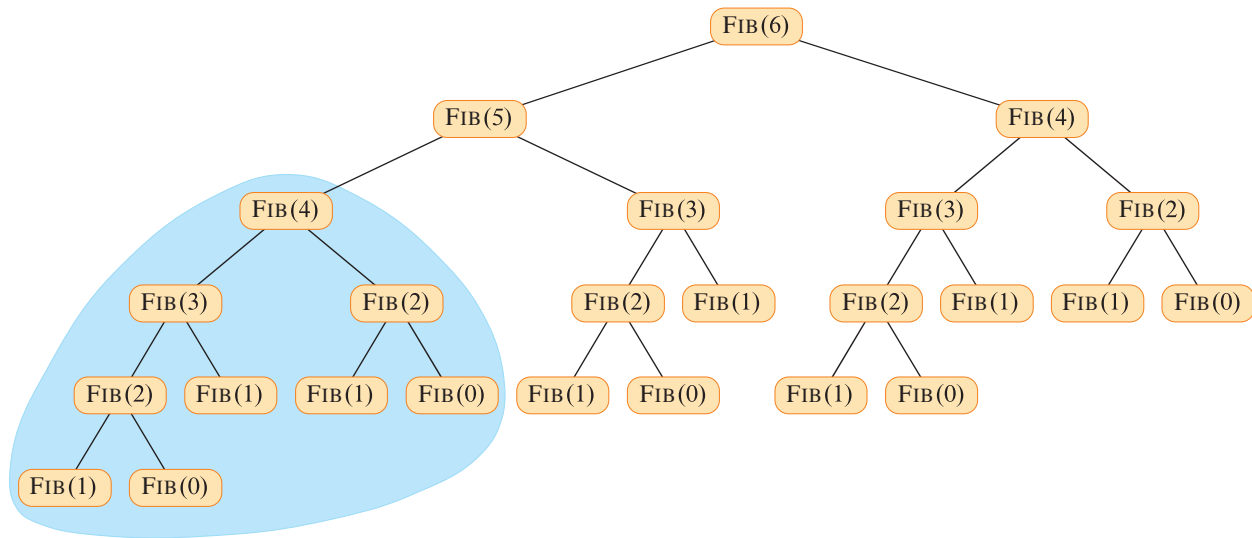 FIB(6)
FIB(5) FIB(4)
FIB(4) FIB(3) FIB(3) FIB(2)
FIB(3) FIB(2) FIB(2) FIB(1) FIB(2) FIB(1) FIB(1) FIB(0)
FIB(2) FIB(1) FIB(1) FIB(0) FIB(1) FIB(0) FIB(1) FIB(0)
FIB(1) FIB(0)